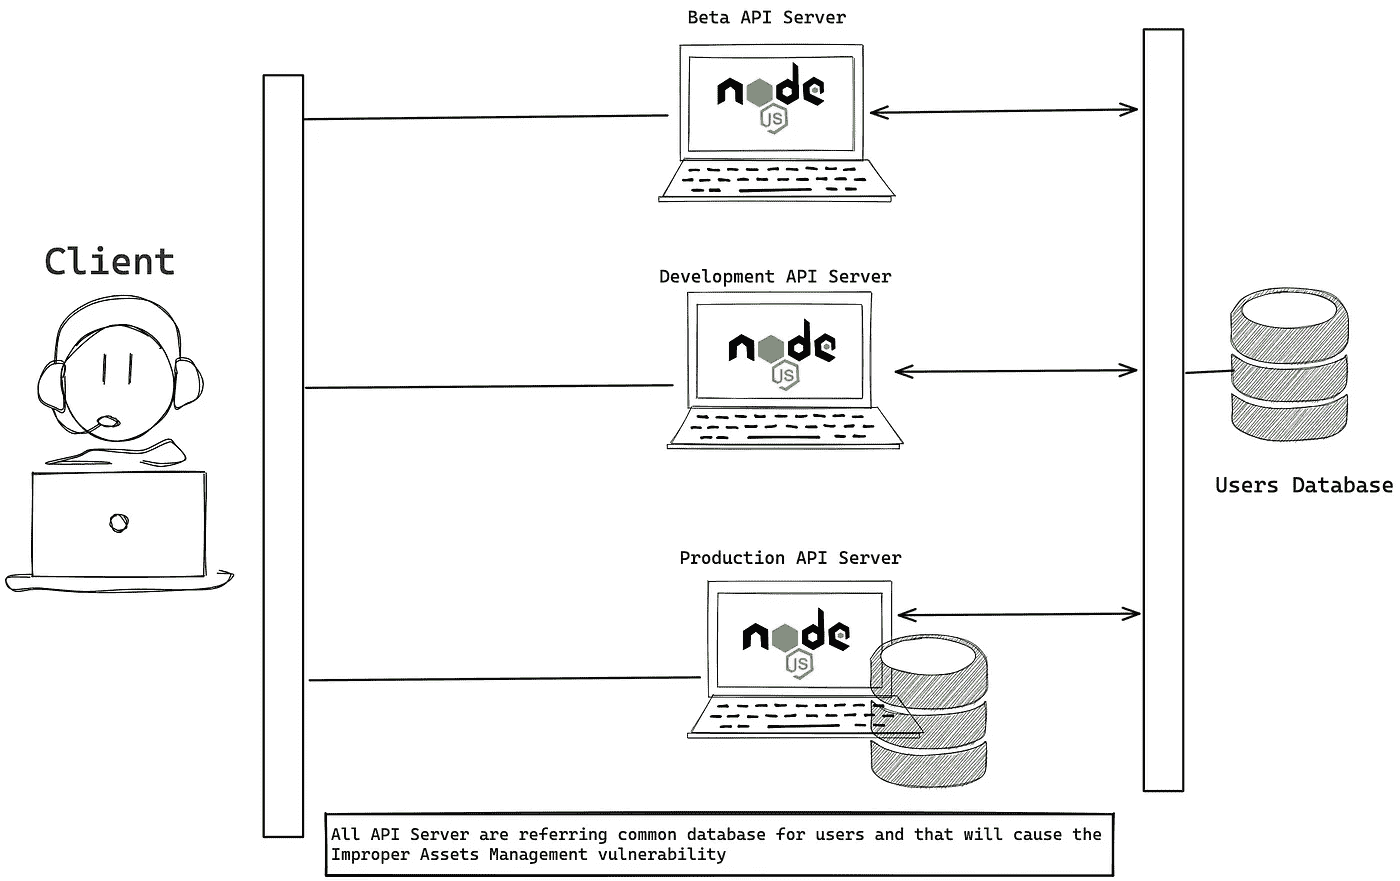 Beta API Server
node
JS
Client
Development API Server
node
JS
Users Database
Production API Server
node
JS
All API Server are referring common database for users and that will cause the
Improper Assets Management vulnerability